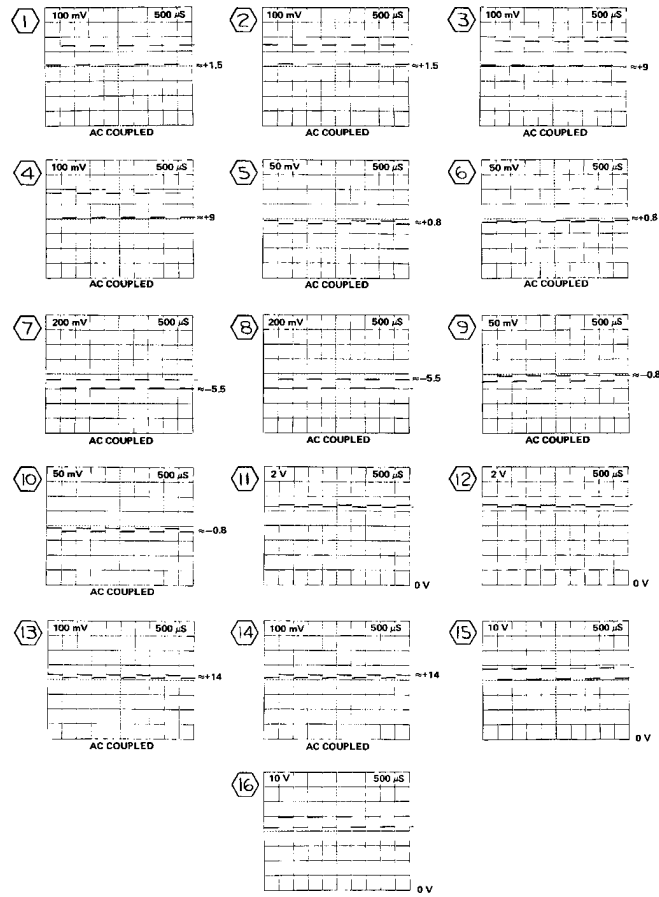 1 100 mV 500 μS ≈+1.5 AC COUPLED
2 100 mV 500 μS ≈+1.5 AC COUPLED
3 100 mV 500 μS ≈+9 AC COUPLED
4 100 mV 500 μS ≈+9 AC COUPLED
5 50 mV 500 μS ≈+0.8 AC COUPLED
6 50 mV 500 μS ≈+0.8 AC COUPLED
7 200 mV 500 μS ≈-5.5 AC COUPLED
8 200 mV 500 μS ≈-5.5 AC COUPLED
9 50 mV 500 μS ≈-0.8 AC COUPLED
10 50 mV 500 μS ≈-0.8 AC COUPLED
11 2 V 500 μS 0 V
12 2 V 500 μS 0 V
13 100 mV 500 μS ≈+14 AC COUPLED
14 100 mV 500 μS ≈+14 AC COUPLED
15 10 V 500 μS 0 V
16 10 V 500 μS 0 V